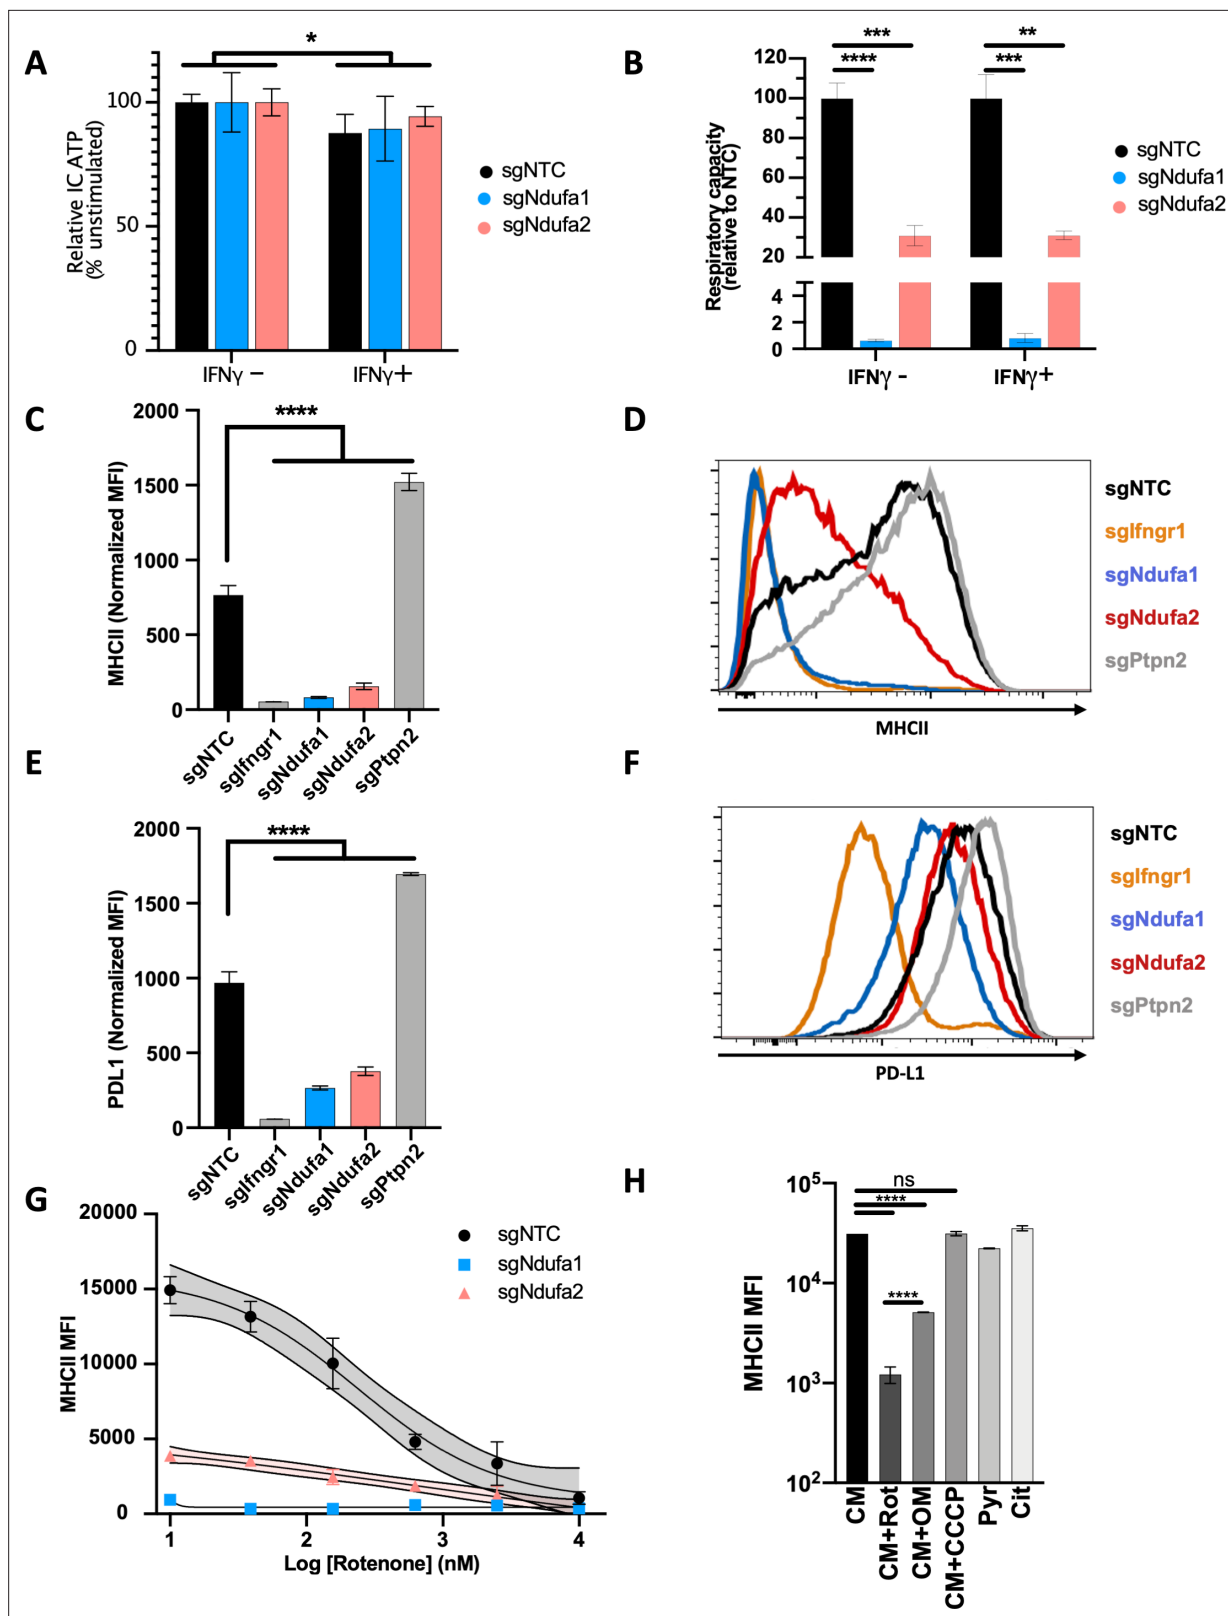 A
*
Relative IC ATP
(% unstimulated)
100
50
0
IFNγ −
IFNγ+
sgNTC
sgNdufa1
sgNdufa2
B
***
****
**
***
Respiratory capacity
(relative to NTC)
120
100
80
60
40
20
4
2
0
IFNγ -
IFNγ+
sgNTC
sgNdufa1
sgNdufa2
C
****
MHCII (Normalized MFI)
2000
1500
1000
500
0
sgNTC
sgIfngr1
sgNdufa1
sgNdufa2
sgPtpn2
D
sgNTC
sgIfngr1
sgNdufa1
sgNdufa2
sgPtpn2
MHCII
E
****
PDL1 (Normalized MFI)
2000
1500
1000
500
0
sgNTC
sgIfngr1
sgNdufa1
sgNdufa2
sgPtpn2
F
sgNTC
sgIfngr1
sgNdufa1
sgNdufa2
sgPtpn2
PD-L1
G
MHCII MFI
20000
15000
10000
5000
0
1
2
3
4
Log [Rotenone] (nM)
sgNTC
sgNdufa1
sgNdufa2
H
ns
****
****
MHCII MFI
10⁵
10⁴
10³
10²
CM
CM+Rot
CM+OM
CM+CCCP
Pyr
Cit